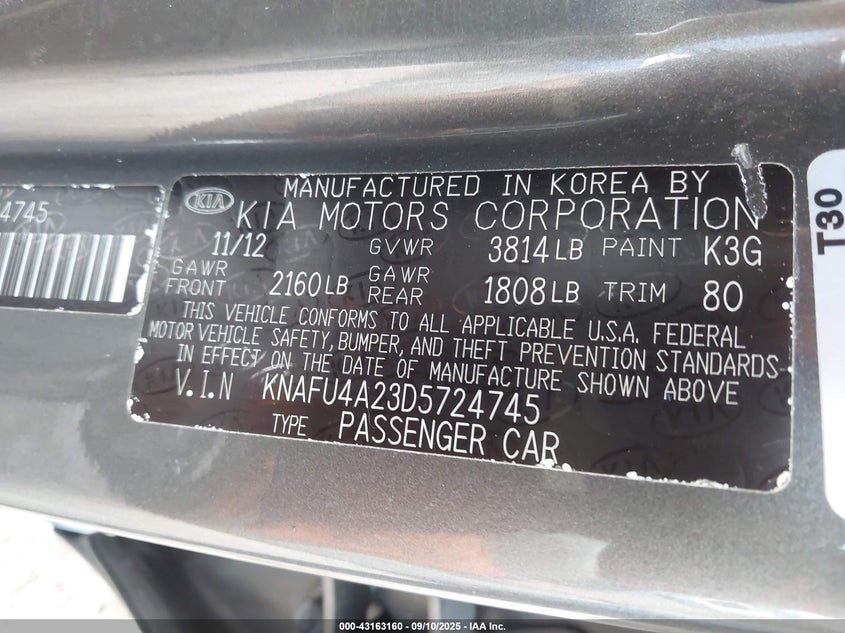 4745
KIA
MANUFACTURED IN KOREA BY
KIA MOTORS CORPORATION
11/12 GVWR 3814LB PAINT K3G
GAWR FRONT 2160LB GAWR REAR 1808LB TRIM 80
THIS VEHICLE CONFORMS TO ALL APPLICABLE U.S.A. FEDERAL
MOTOR VEHICLE SAFETY, BUMPER, AND THEFT PREVENTION STANDARDS
IN EFFECT ON THE DATE OF MANUFACTURE SHOWN ABOVE
V.I.N KNAFU4A23D5724745
TYPE PASSENGER CAR
T30
000-43163160 - 09/10/2025 - IAA Inc.